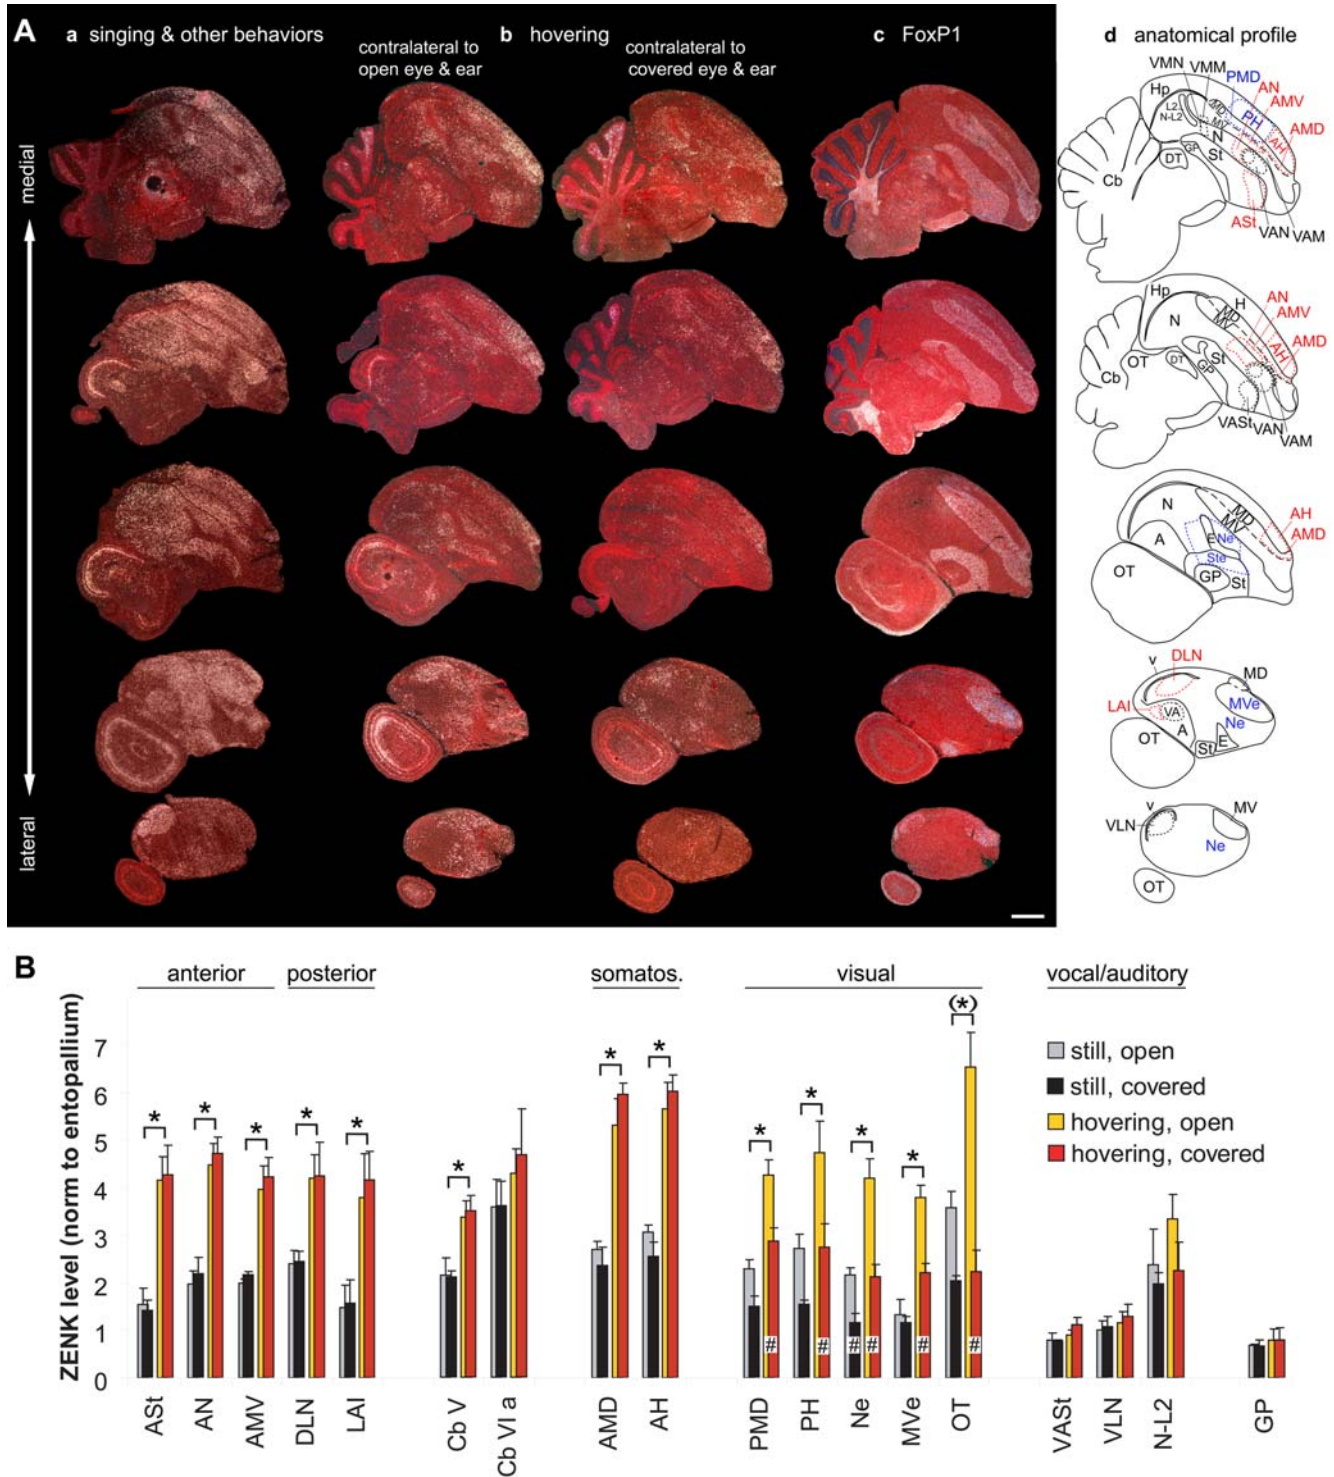 A
a singing & other behaviors
b hovering
c FoxP1
d anatomical profile
contralateral to
open eye & ear
contralateral to
covered eye & ear
medial
lateral
VMN
VMM
PMD
AN
AMV
AMD
Hp
L2
N-L2
MD
MV
PH
AH
N
GP
St
DT
Cb
ASt
VAN
VAM
Hp
H
AN
AMV
AMD
MD
MV
N
AH
OT
DT
St
GP
Cb
VASt
VAN
VAM
N
MD
MV
AH
AMD
A
E
Ne
Ste
OT
GP
St
v
DLN
MD
LAI
VA
MVe
Ne
A
OT
St
E
v
MV
VLN
Ne
OT
B
anterior
posterior
somatos.
visual
vocal/auditory
ZENK level (norm to entopallium)
7
6
5
4
3
2
1
0
* * * * * * * * * * * * (*)
# # # # # #
still, open
still, covered
hovering, open
hovering, covered
ASt
AN
AMV
DLN
LAI
Cb V
Cb VI a
AMD
AH
PMD
PH
Ne
MVe
OT
VASt
VLN
N-L2
GP